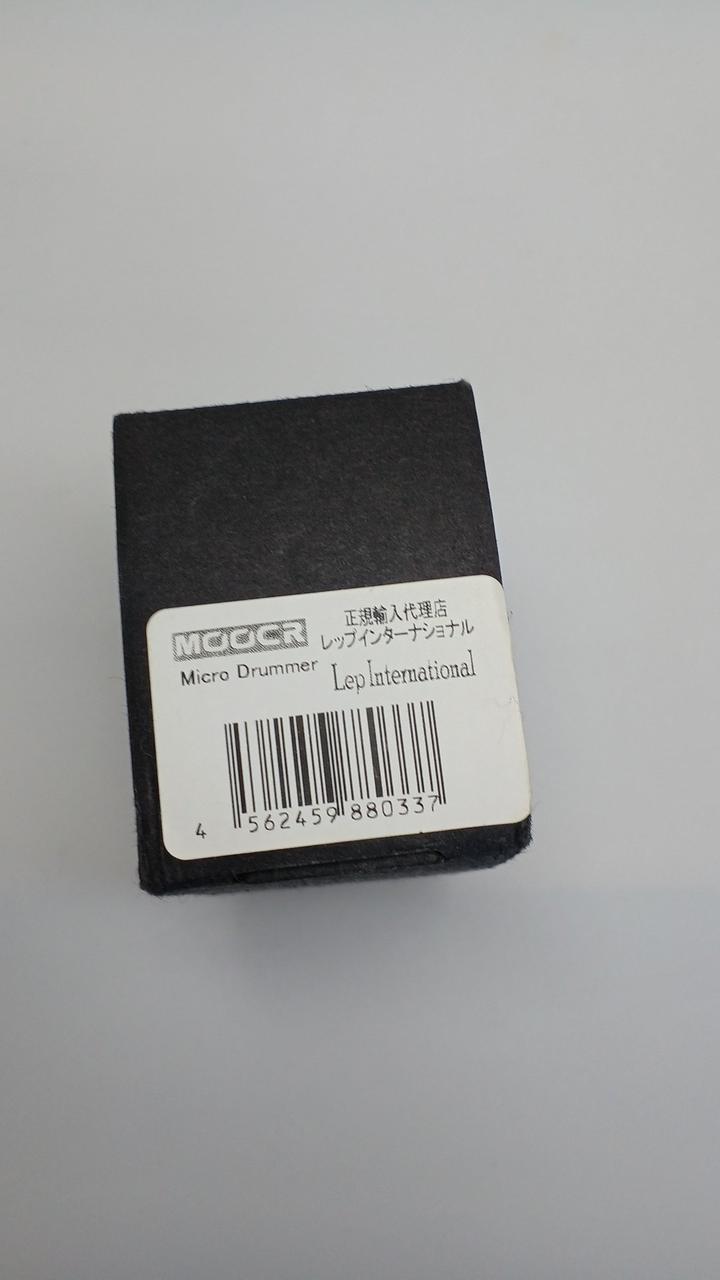 MOOER
Micro Drummer
正規輸入代理店
レップインターナショナル
Lep International
4 562459 880337